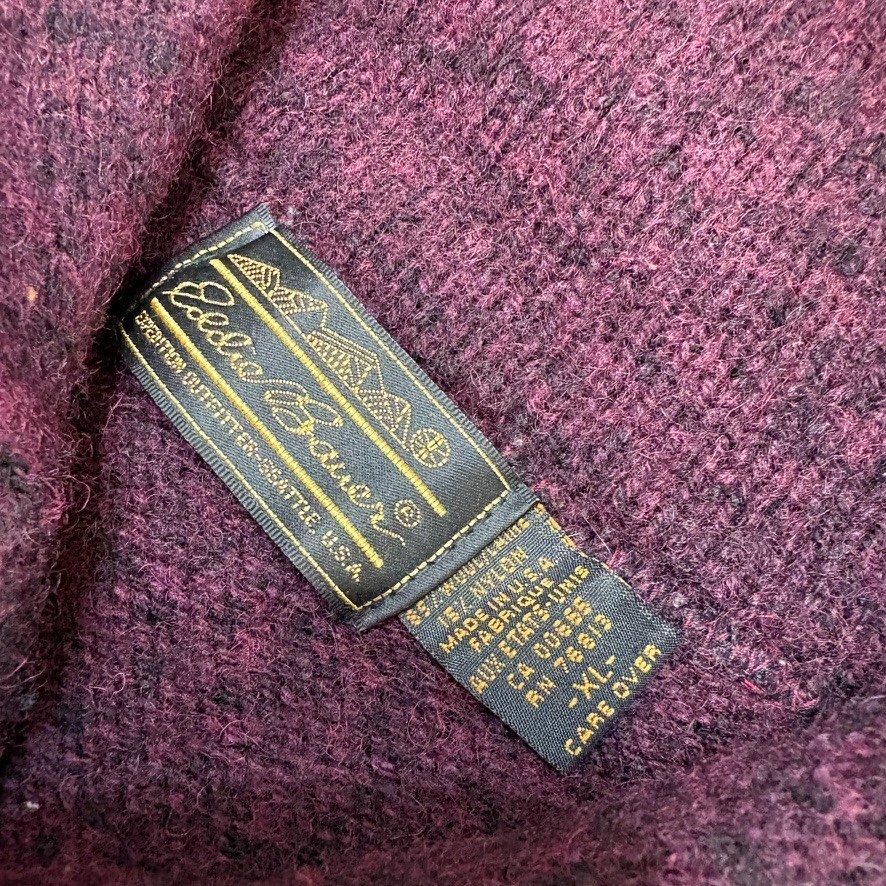 Eddie Bauer ®
EXPEDITION OUTFITTER-SEATTLE, U.S.A.
15% NYLON
MADE IN U.S.A
FABRIQUE
AUX ETATS-UNIS
CA 00555
RN 76613
-XL-
CARE OVER